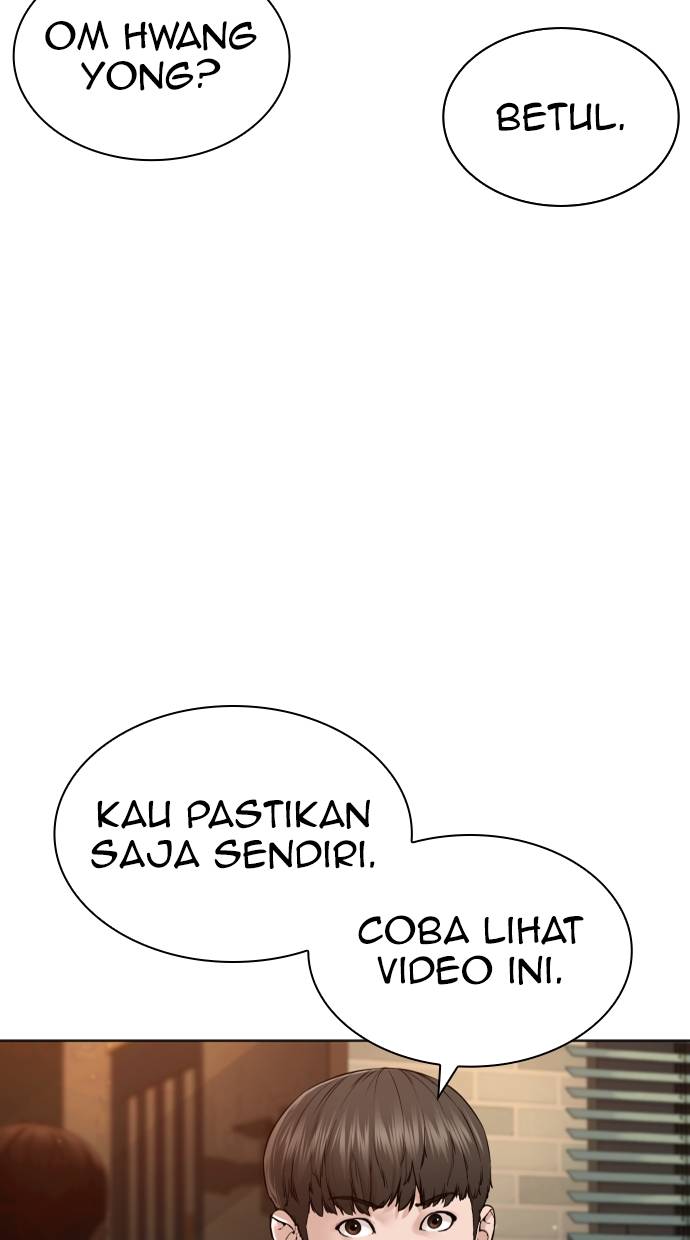 OM HWANG
YONG?
BETUL.
KAU PASTIKAN
SAJA SENDIRI.
COBA LIHAT
VIDEO INI.